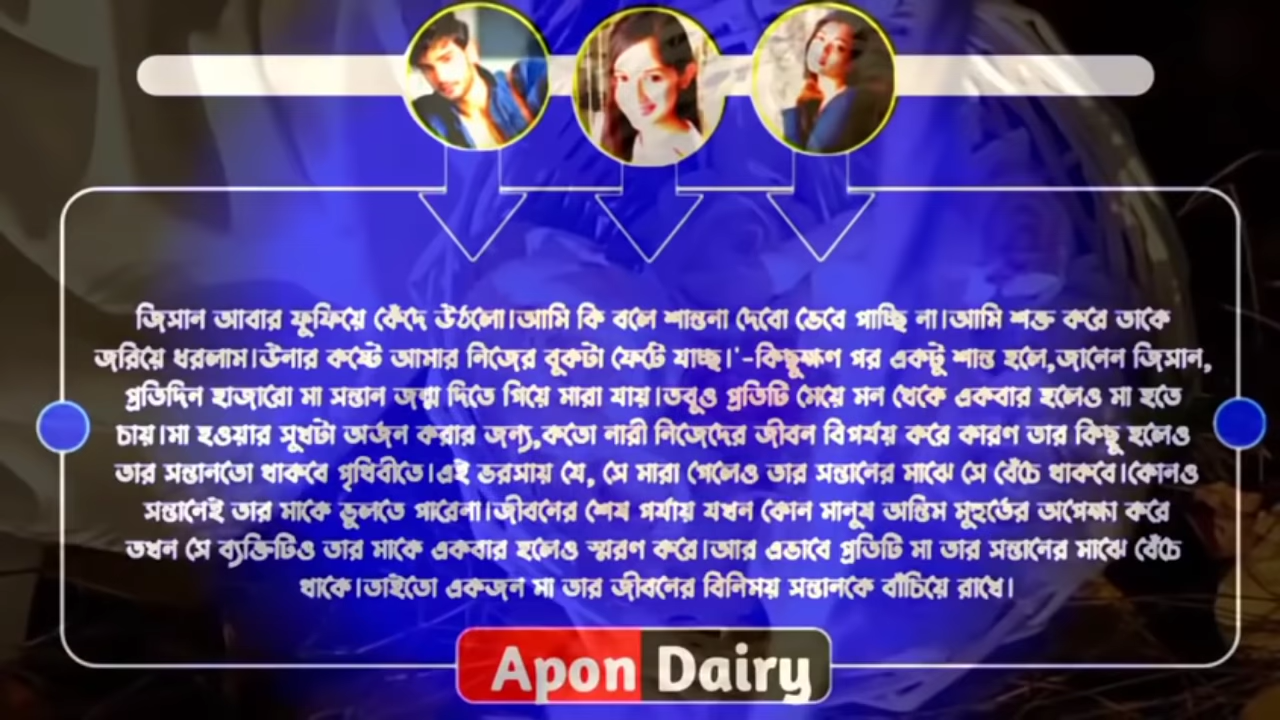 জিসান আবার ফুফিয়ে কেঁদে উঠলো।আমি কি বলে শান্তনা দেবো ভেবে পাচ্ছি না।আমি শক্ত করে তাকে
জরিয়ে ধরলাম।উনার কষ্টে আমার নিজের বুকটা ফেটে যাচ্ছ।'-কিছুক্ষণ পর একটু শান্ত হলে,জানেন জিসান,
প্রতিদিন হাজারো মা সন্তান জন্ম দিতে গিয়ে মারা যায়।তবুও প্রতিটি মেয়ে মন থেকে একবার হলেও মা হতে
চায়।মা হওয়ার সুখটা অর্জন করার জন্য,কতো নারী নিজেদের জীবন বিপর্যয় করে কারণ তার কিছু হলেও
তার সন্তানতো থাকবে পৃথিবীতে।এই ভরসায় যে, সে মারা গেলেও তার সন্তানের মাঝে সে বেঁচে থাকবে।কোনও
সন্তানেই তার মাকে ভুলতে পারেনা।জীবনের শেষ পর্যায় যখন কোন মানুষ অন্তিম মুহূর্তের অপেক্ষা করে
তখন সে ব্যক্তিটিও তার মাকে একবার হলেও স্মরণ করে।আর এভাবে প্রতিটি মা তার সন্তানের মাঝে বেঁচে
থাকে।তাইতো একজন মা তার জীবনের বিনিময় সন্তানকে বাঁচিয়ে রাখে।
Apon Dairy